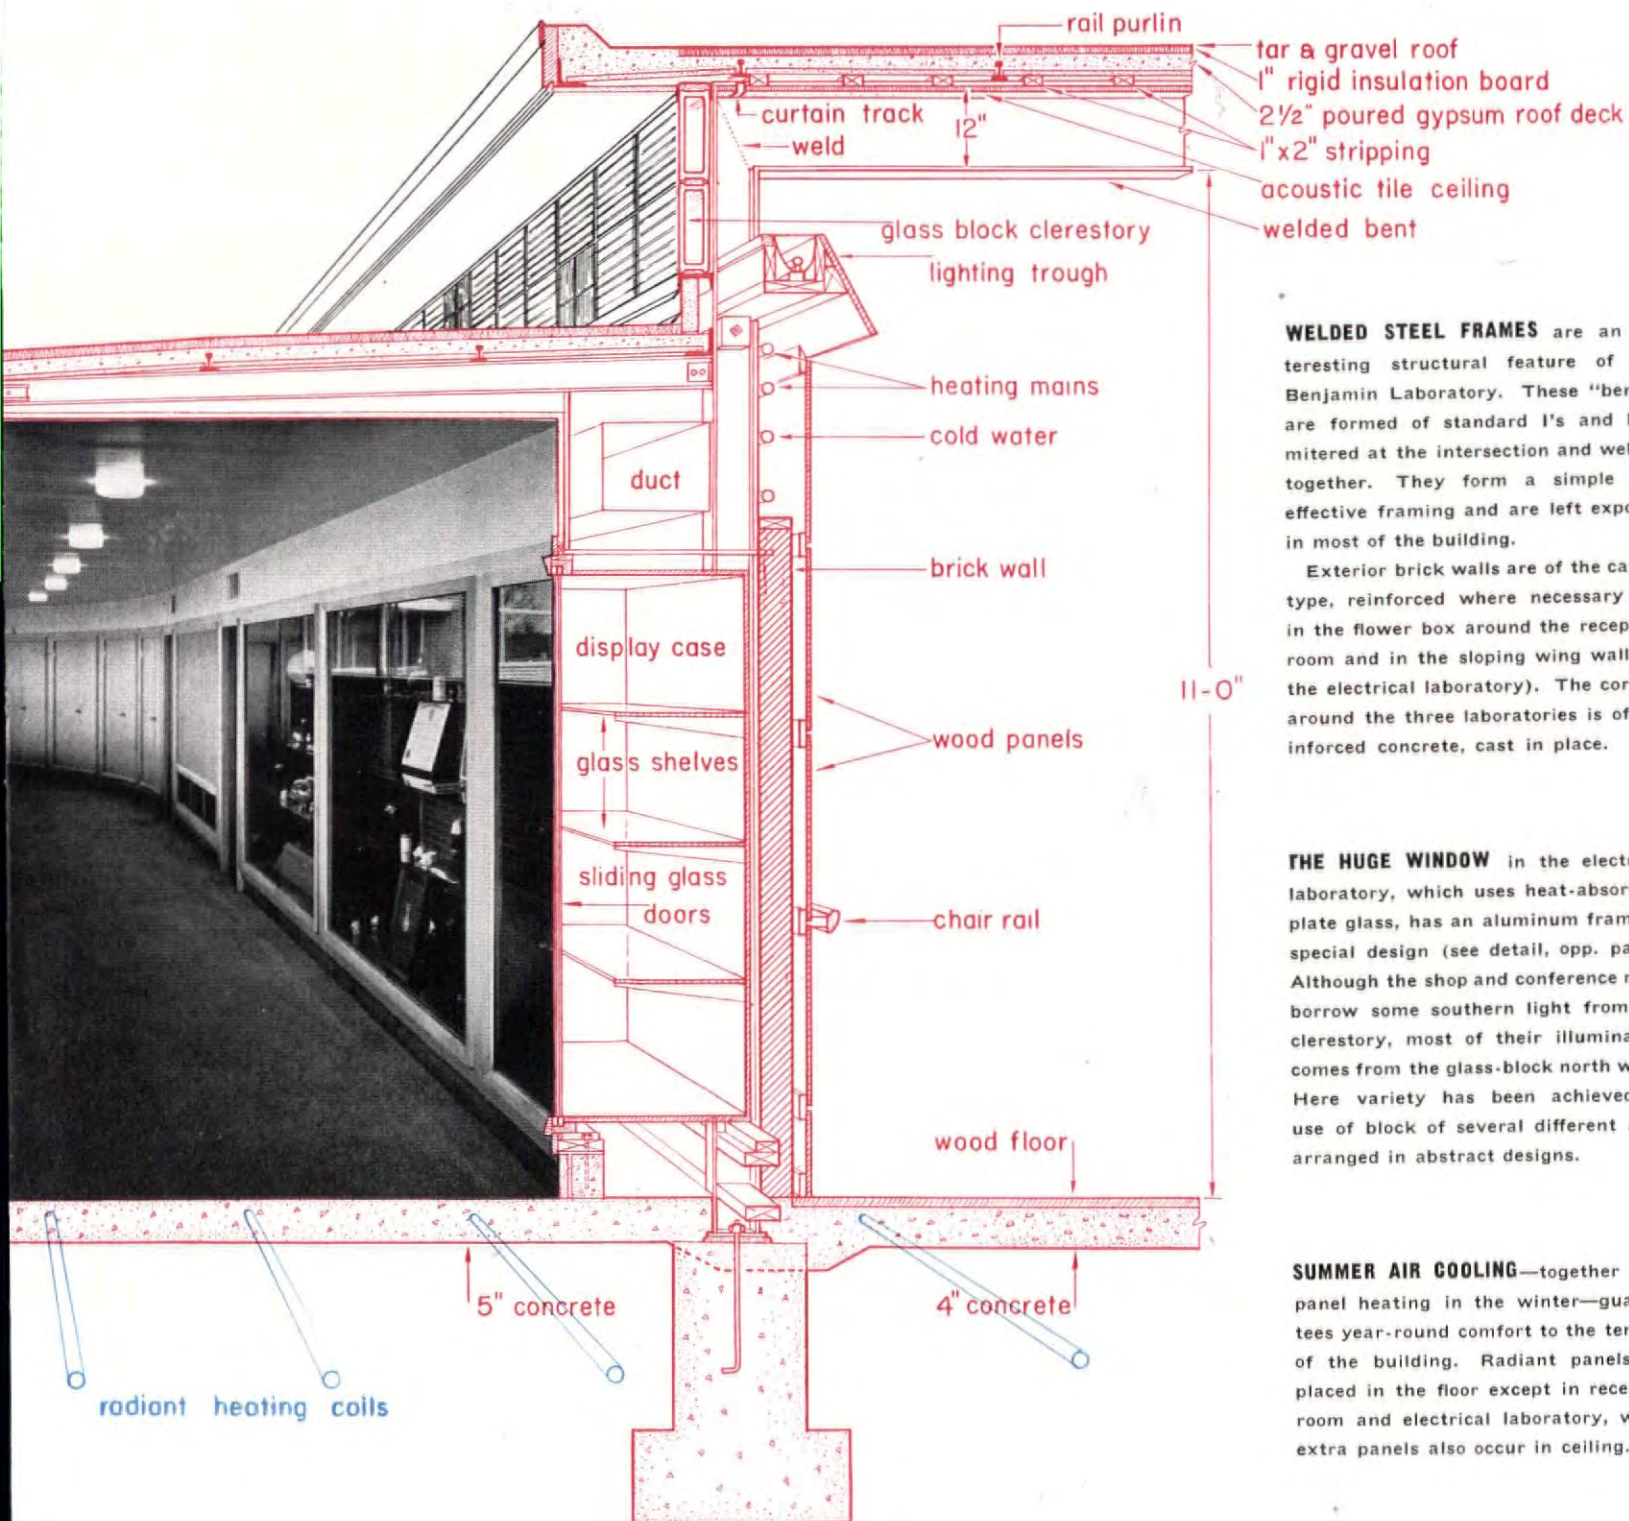 rail purlin
tar & gravel roof
1" rigid insulation board
2½" poured gypsum roof deck
1"x2" stripping
acoustic tile ceiling
welded bent
curtain track
12"
weld
glass block clerestory
lighting trough
heating mains
cold water
duct
brick wall
display case
11-0"
wood panels
glass shelves
sliding glass
doors
chair rail
wood floor
5" concrete
4" concrete
radiant heating coils
WELDED STEEL FRAMES are an
teresting structural feature of
Benjamin Laboratory. These "ben
are formed of standard I's and
mitered at the intersection and wel
together. They form a simple
effective framing and are left expo
in most of the building.
Exterior brick walls are of the ca
type, reinforced where necessary
in the flower box around the recep
room and in the sloping wing wall
the electrical laboratory). The cor
around the three laboratories is of
inforced concrete, cast in place.
THE HUGE WINDOW in the electr
laboratory, which uses heat-absor
plate glass, has an aluminum fram
special design (see detail, opp. pa
Although the shop and conference r
borrow some southern light from
clerestory, most of their illumina
comes from the glass-block north w
Here variety has been achieved
use of block of several different
arranged in abstract designs.
SUMMER AIR COOLING—together
panel heating in the winter—gua
tees year-round comfort to the ten
of the building. Radiant panels
placed in the floor except in rece
room and electrical laboratory, w
extra panels also occur in ceiling.